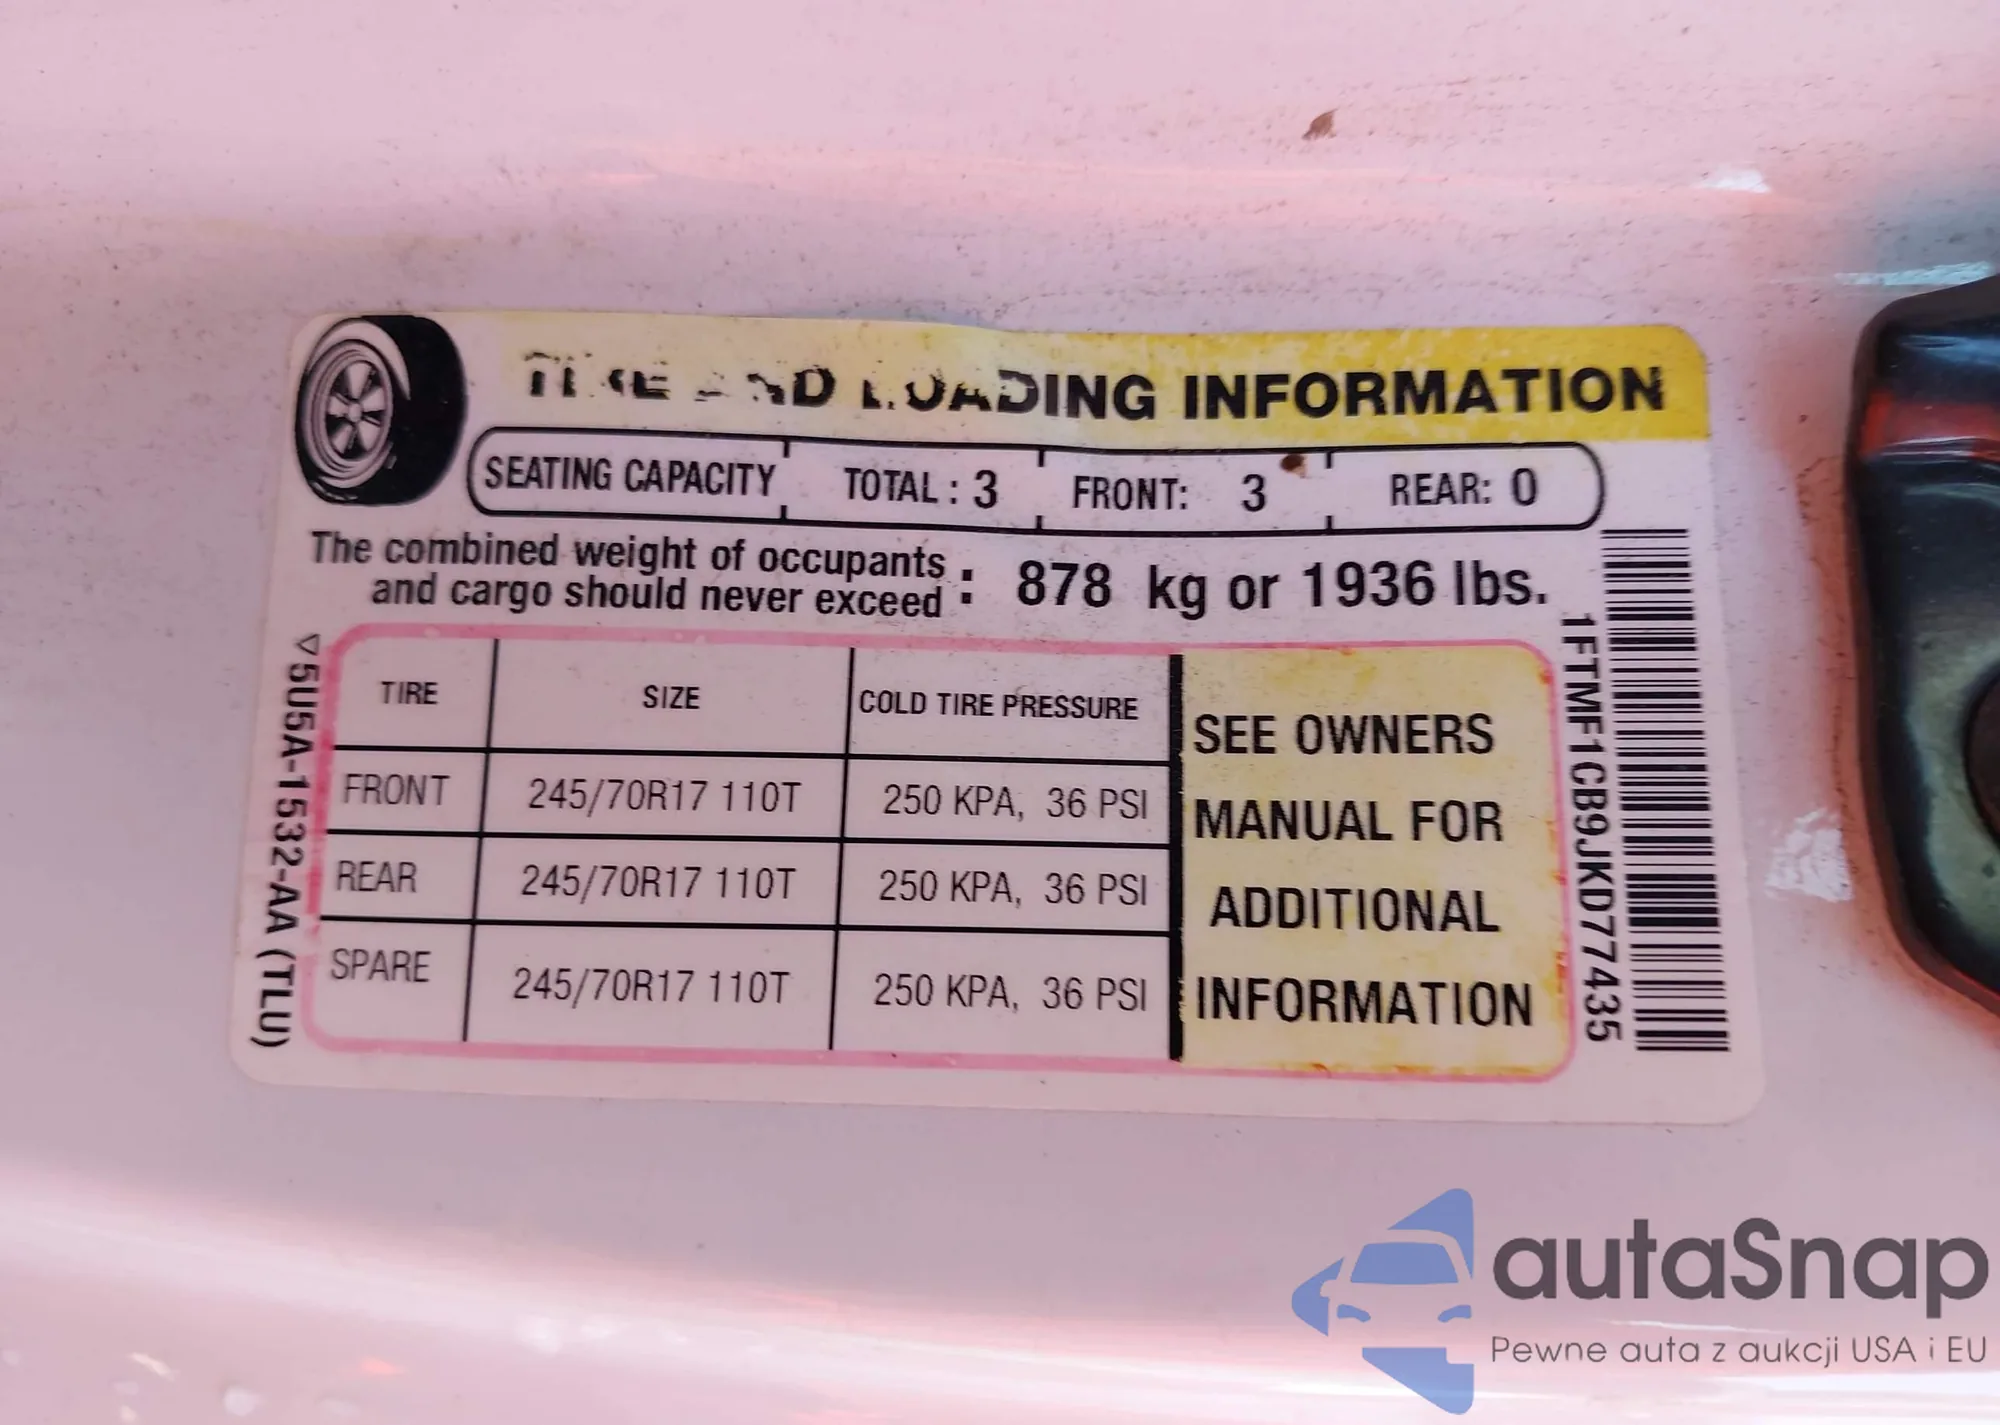 TIRE AND LOADING INFORMATION
SEATING CAPACITY TOTAL : 3 FRONT: 3 REAR: 0
The combined weight of occupants
and cargo should never exceed : 878 kg or 1936 lbs.
TIRE SIZE COLD TIRE PRESSURE
FRONT 245/70R17 110T 250 KPA, 36 PSI
REAR 245/70R17 110T 250 KPA, 36 PSI
SPARE 245/70R17 110T 250 KPA, 36 PSI
SEE OWNERS
MANUAL FOR
ADDITIONAL
INFORMATION
5U5A-1532-AA (TLU)
1FTMF1CB9JKD77435
autaSnap
Pewne auta z aukcji USA i EU